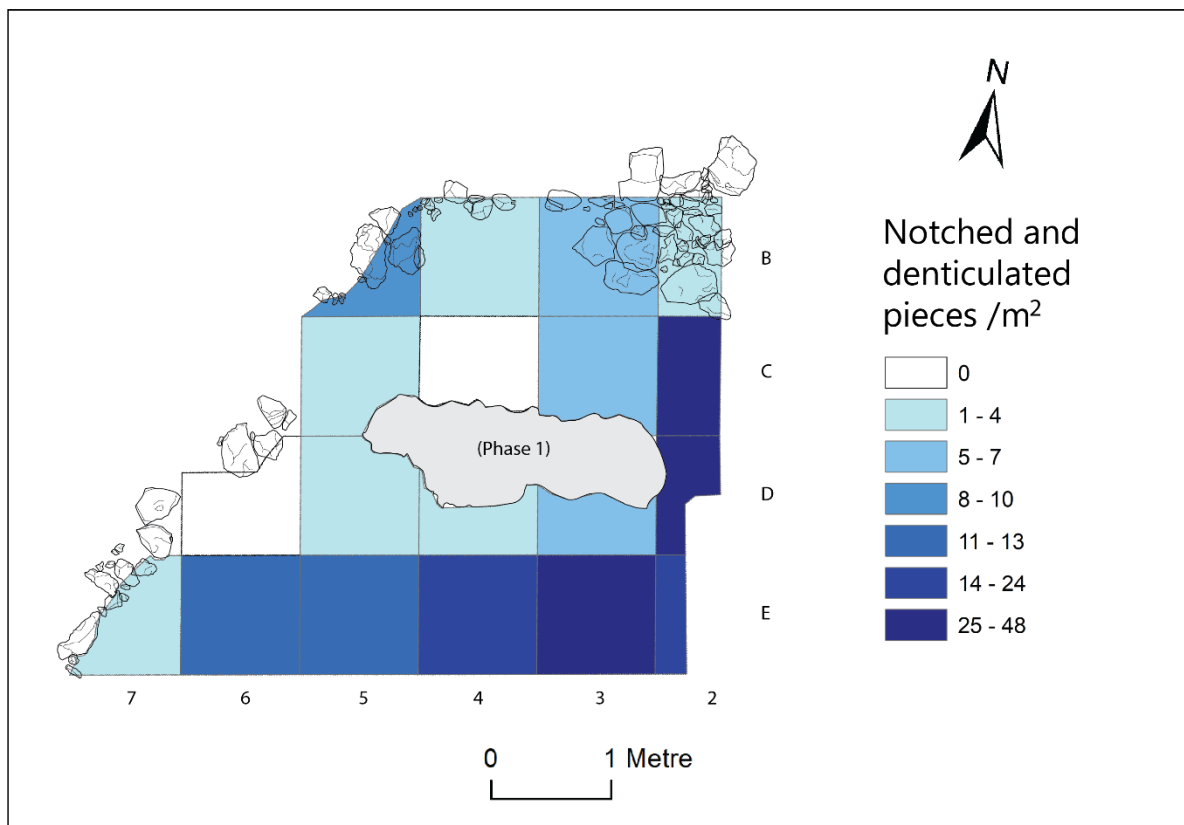 N
Notched and
denticulated
pieces /m²
0
1 - 4
5 - 7
8 - 10
11 - 13
14 - 24
25 - 48
B
C
(Phase 1)
D
E
7 6 5 4 3 2
0 1 Metre